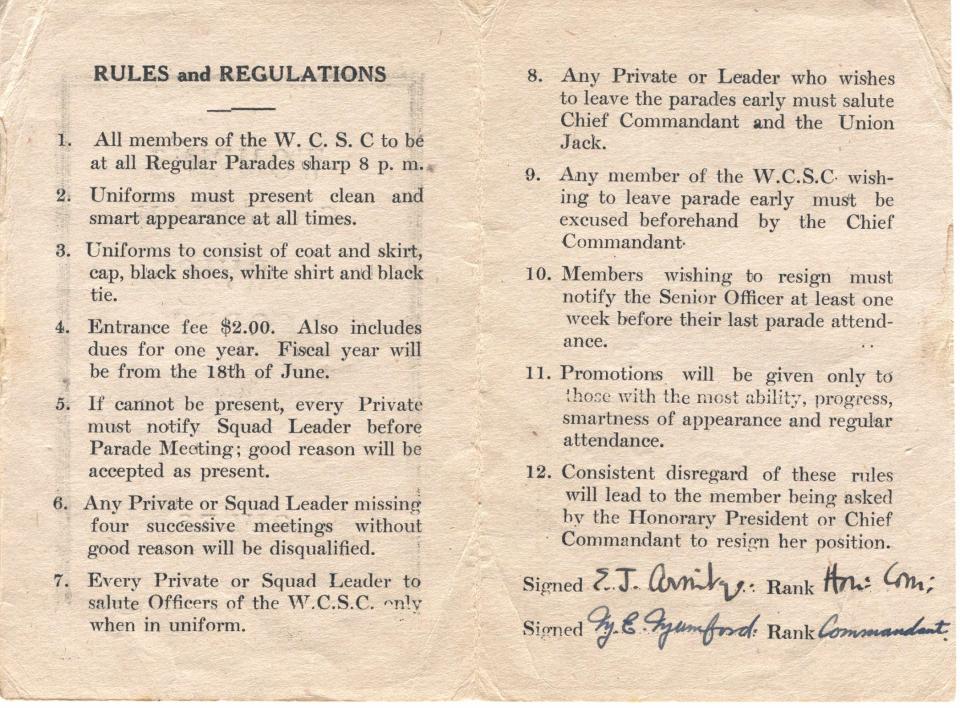 RULES and REGULATIONS
1. All members of the W. C. S. C to be
at all Regular Parades sharp 8 p. m.
2. Uniforms must present clean and
smart appearance at all times.
3. Uniforms to consist of coat and skirt,
cap, black shoes, white shirt and black
tie.
4. Entrance fee $2.00. Also includes
dues for one year. Fiscal year will
be from the 18th of June.
5. If cannot be present, every Private
must notify Squad Leader before
Parade Meeting; good reason will be
accepted as present.
6. Any Private or Squad Leader missing
four successive meetings without
good reason will be disqualified.
7. Every Private or Squad Leader to
salute Officers of the W.C.S.C. only
when in uniform.
8. Any Private or Leader who wishes
to leave the parades early must salute
Chief Commandant and the Union
Jack.
9. Any member of the W.C.S.C. wish-
ing to leave parade early must be
excused beforehand by the Chief
Commandant.
10. Members wishing to resign must
notify the Senior Officer at least one
week before their last parade attend-
ance.
11. Promotions will be given only to
those with the most ability, progress,
smartness of appearance and regular
attendance.
12. Consistent disregard of these rules
will lead to the member being asked
by the Honorary President or Chief
Commandant to resign her position.
Signed E. J. Rank Hon: Com;
Signed E. Mumford. Rank Commandant.